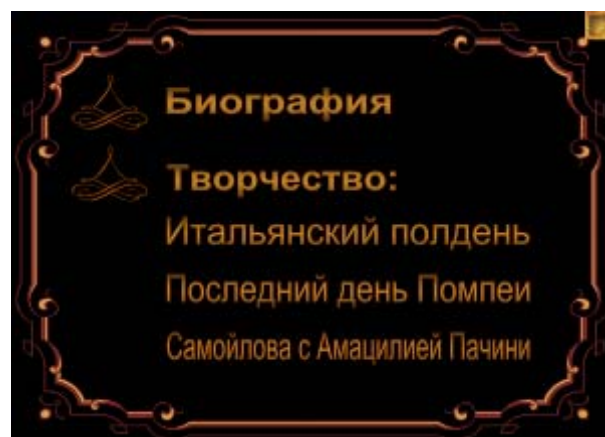 Биография
Творчество:
Итальянский полдень
Последний день Помпеи
Самойлова с Амацилией Пачини